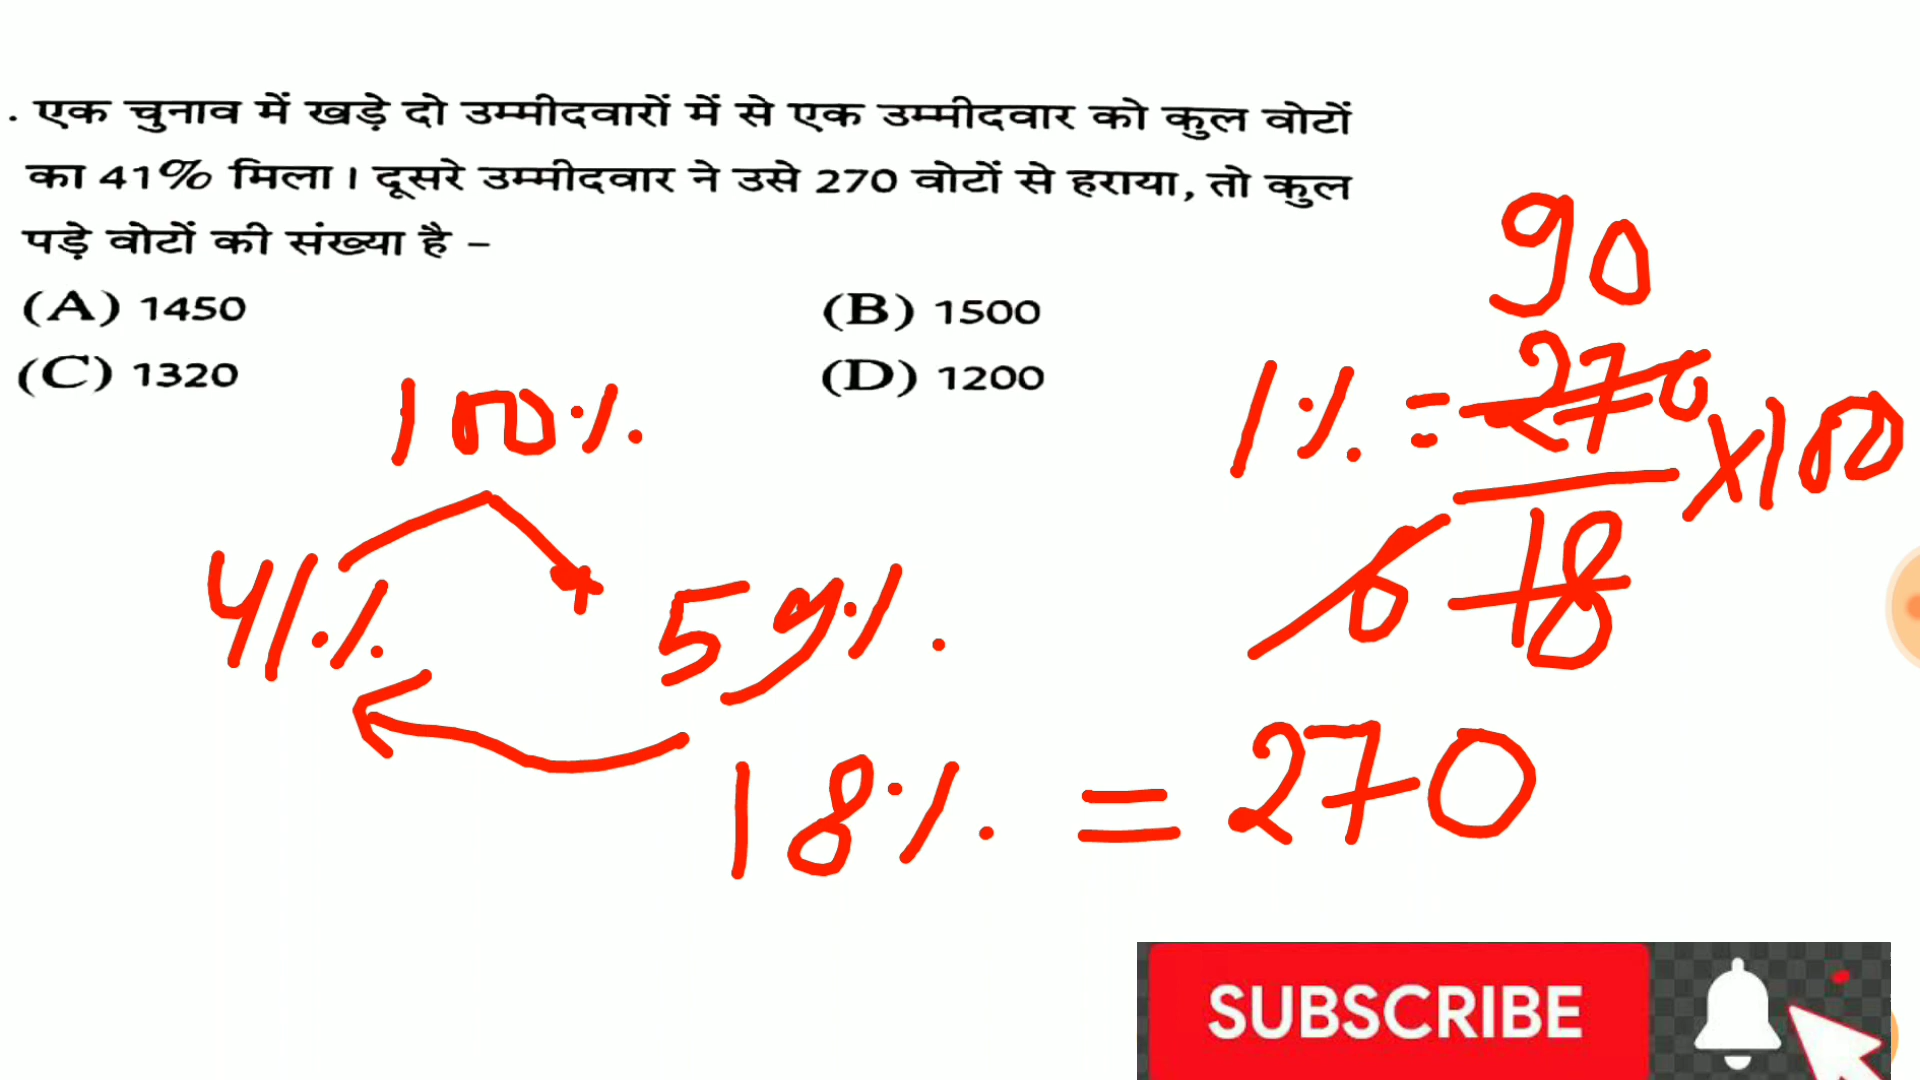 . एक चुनाव में खड़े दो उम्मीदवारों में से एक उम्मीदवार को कुल वोटों
का 41% मिला। दूसरे उम्मीदवार ने उसे 270 वोटों से हराया, तो कुल
पड़े वोटों की संख्या है –
(A) 1450 (B) 1500
(C) 1320 (D) 1200
100%
41% 59%
18% = 270
90
1% = 270 × 100
6 18
SUBSCRIBE